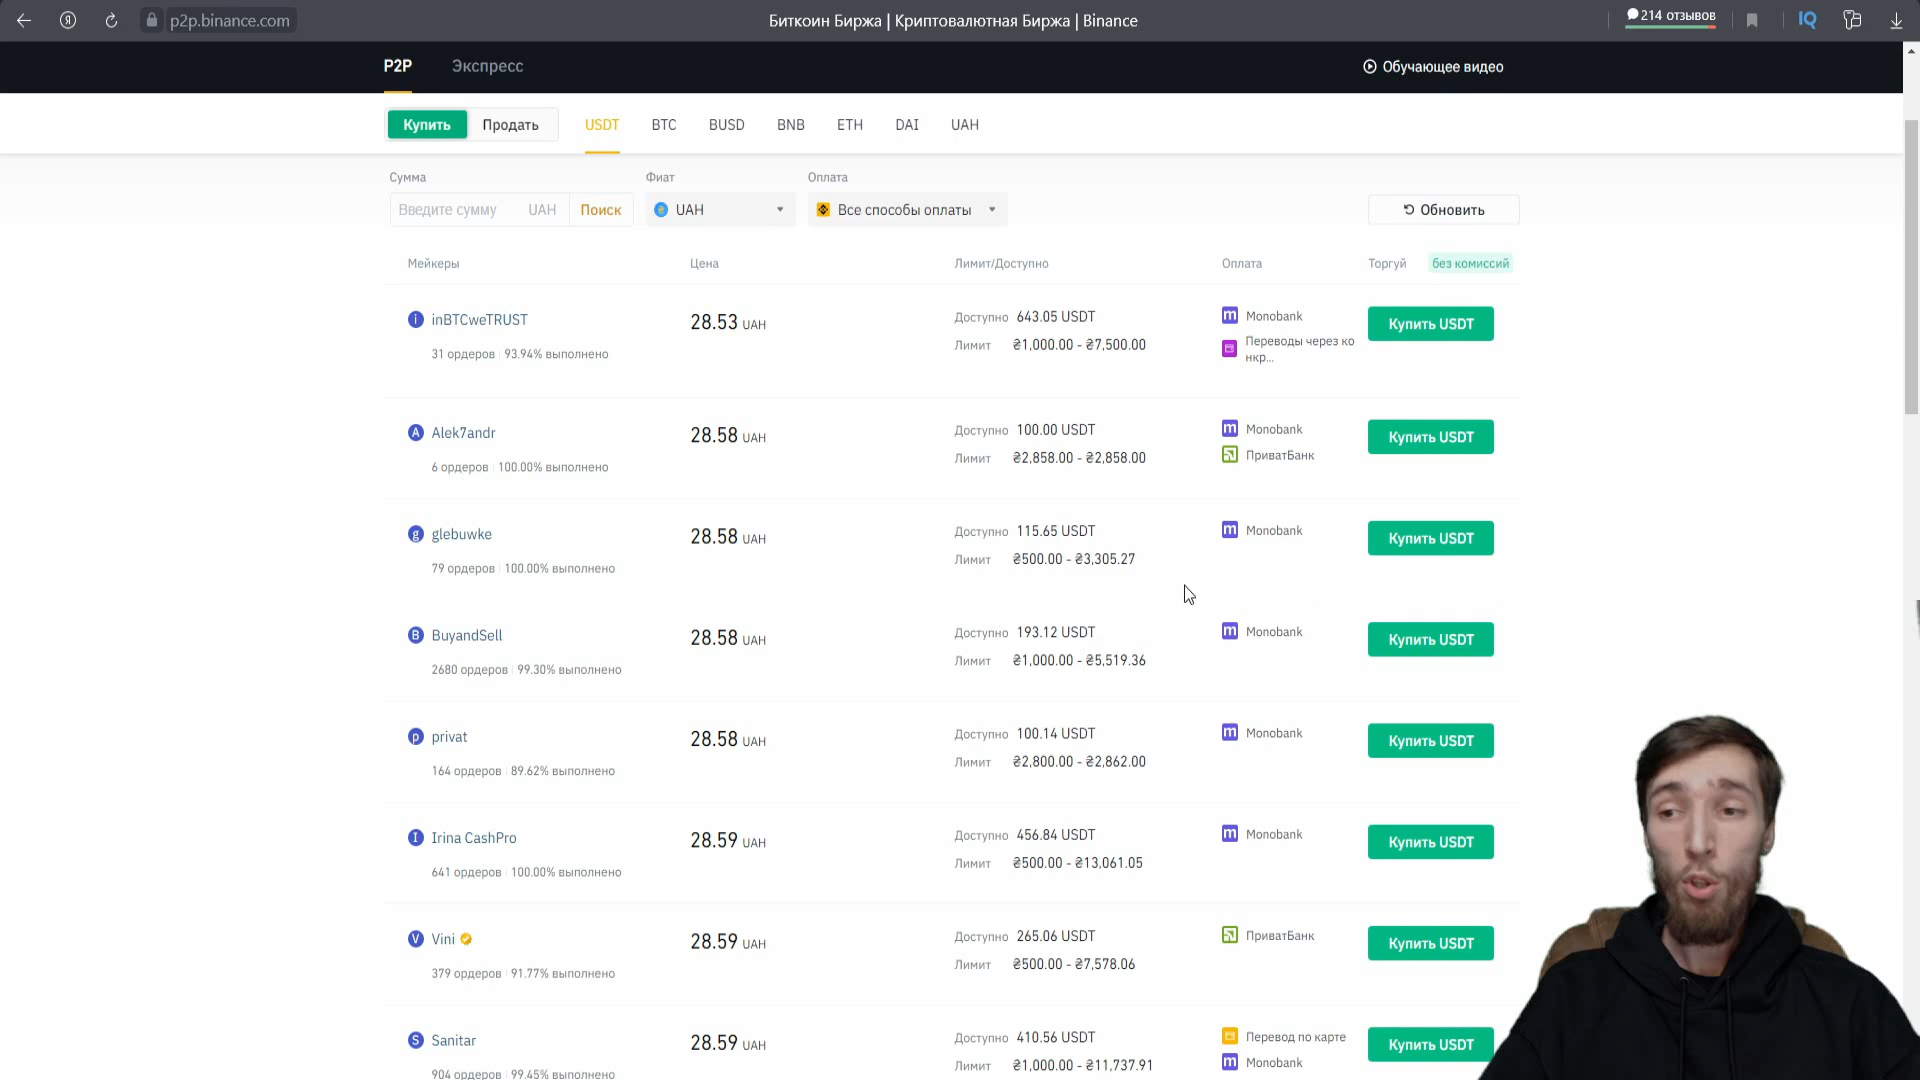 p2p.binance.com
Биткоин Биржа | Криптовалютная Биржа | Binance
214 отзывов
IQ
P2P
Экспресс
Обучающее видео
Купить
Продать
USDT
BTC
BUSD
BNB
ETH
DAI
UAH
Сумма
Фиат
Оплата
Введите сумму
UAH
Поиск
UAH
Все способы оплаты
Обновить
Мейкеры
Цена
Лимит/Доступно
Оплата
Торгуй
без комиссий
i inBTCweTRUST
31 ордеров | 93.94% выполнено
28.53 UAH
Доступно 643.05 USDT
Лимит ₴1,000.00 - ₴7,500.00
Monobank
Переводы через ко
нкр...
Купить USDT
A Alek7andr
6 ордеров | 100.00% выполнено
28.58 UAH
Доступно 100.00 USDT
Лимит ₴2,858.00 - ₴2,858.00
Monobank
ПриватБанк
Купить USDT
g glebuwke
79 ордеров | 100.00% выполнено
28.58 UAH
Доступно 115.65 USDT
Лимит ₴500.00 - ₴3,305.27
Monobank
Купить USDT
B BuyandSell
2680 ордеров | 99.30% выполнено
28.58 UAH
Доступно 193.12 USDT
Лимит ₴1,000.00 - ₴5,519.36
Monobank
Купить USDT
p privat
164 ордеров | 89.62% выполнено
28.58 UAH
Доступно 100.14 USDT
Лимит ₴2,800.00 - ₴2,862.00
Monobank
Купить USDT
I Irina CashPro
641 ордеров | 100.00% выполнено
28.59 UAH
Доступно 456.84 USDT
Лимит ₴500.00 - ₴13,061.05
Monobank
Купить USDT
V Vini
379 ордеров | 91.77% выполнено
28.59 UAH
Доступно 265.06 USDT
Лимит ₴500.00 - ₴7,578.06
ПриватБанк
Купить USDT
S Sanitar
904 ордеров | 99.45% выполнено
28.59 UAH
Доступно 410.56 USDT
Лимит ₴1,000.00 - ₴11,737.91
Перевод по карте
Monobank
Купить USDT